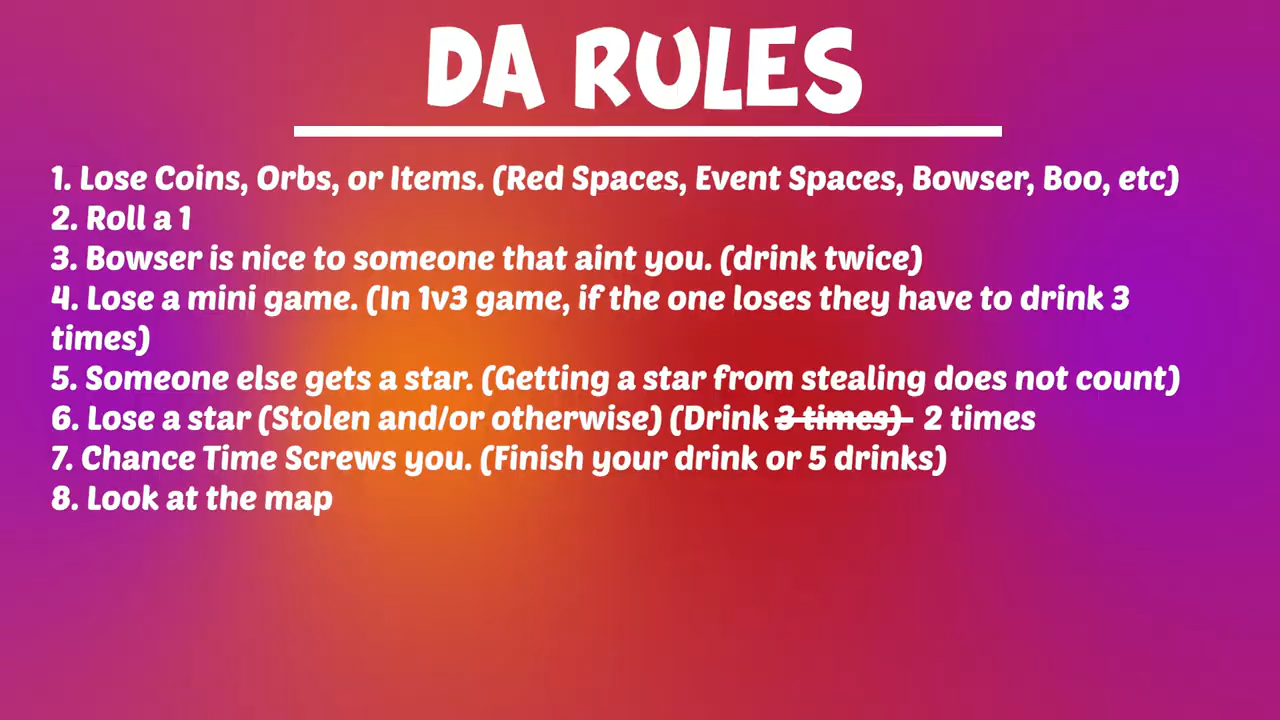 DA RULES
1. Lose Coins, Orbs, or Items. (Red Spaces, Event Spaces, Bowser, Boo, etc)
2. Roll a 1
3. Bowser is nice to someone that aint you. (drink twice)
4. Lose a mini game. (In 1v3 game, if the one loses they have to drink 3
times)
5. Someone else gets a star. (Getting a star from stealing does not count)
6. Lose a star (Stolen and/or otherwise) (Drink 3 times) 2 times
7. Chance Time Screws you. (Finish your drink or 5 drinks)
8. Look at the map